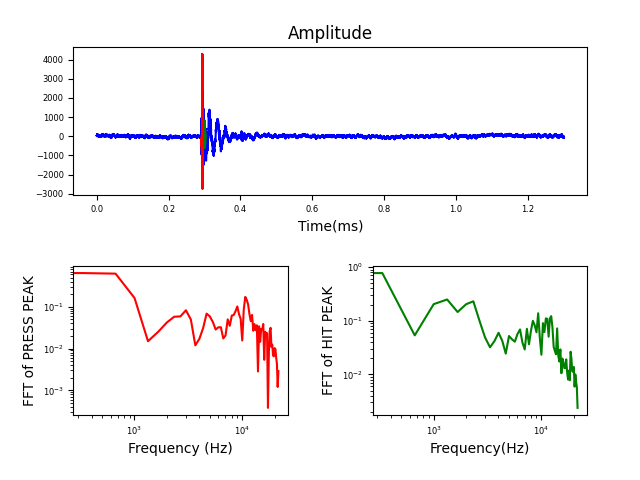 Amplitude
4000
3000
2000
1000
0
−1000
−2000
−3000
0.0 0.2 0.4 0.6 0.8 1.0 1.2
Time(ms)
FFT of PRESS PEAK
10⁻¹
10⁻²
10⁻³
10³ 10⁴
Frequency (Hz)
FFT of HIT PEAK
10⁰
10⁻¹
10⁻²
10³ 10⁴
Frequency(Hz)